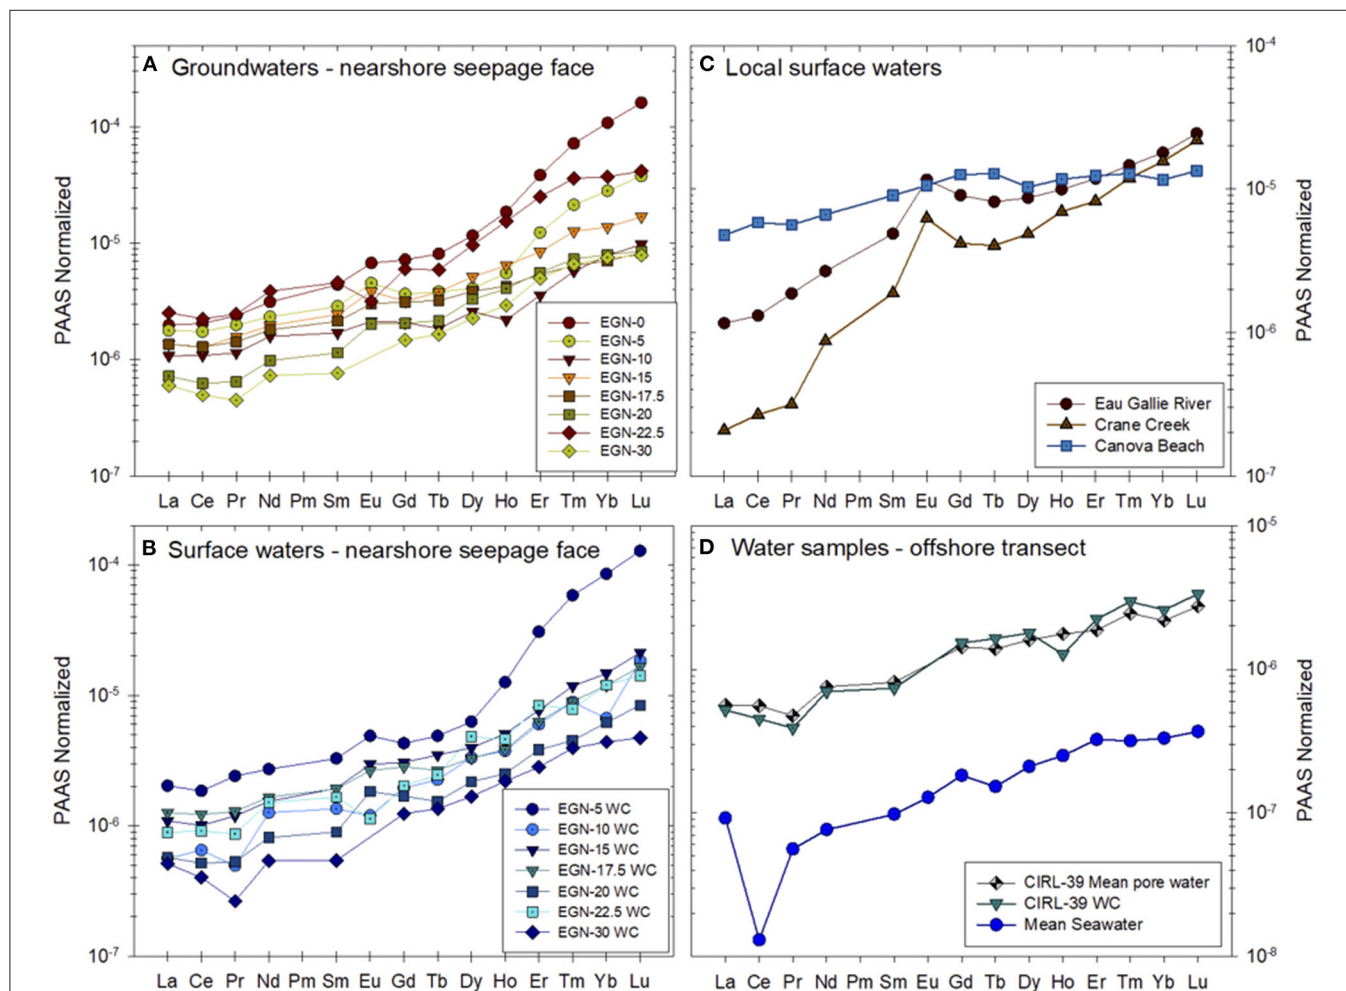 A Groundwaters - nearshore seepage face
PAAS Normalized
10-4
10-5
10-6
10-7
EGN-0
EGN-5
EGN-10
EGN-15
EGN-17.5
EGN-20
EGN-22.5
EGN-30
La Ce Pr Nd Pm Sm Eu Gd Tb Dy Ho Er Tm Yb Lu
C Local surface waters
10-4
10-5
10-6
10-7
PAAS Normalized
Eau Gallie River
Crane Creek
Canova Beach
La Ce Pr Nd Pm Sm Eu Gd Tb Dy Ho Er Tm Yb Lu
B Surface waters - nearshore seepage face
PAAS Normalized
10-4
10-5
10-6
10-7
EGN-5 WC
EGN-10 WC
EGN-15 WC
EGN-17.5 WC
EGN-20 WC
EGN-22.5 WC
EGN-30 WC
La Ce Pr Nd Pm Sm Eu Gd Tb Dy Ho Er Tm Yb Lu
D Water samples - offshore transect
10-5
10-6
10-7
10-8
PAAS Normalized
CIRL-39 Mean pore water
CIRL-39 WC
Mean Seawater
La Ce Pr Nd Pm Sm Eu Gd Tb Dy Ho Er Tm Yb Lu